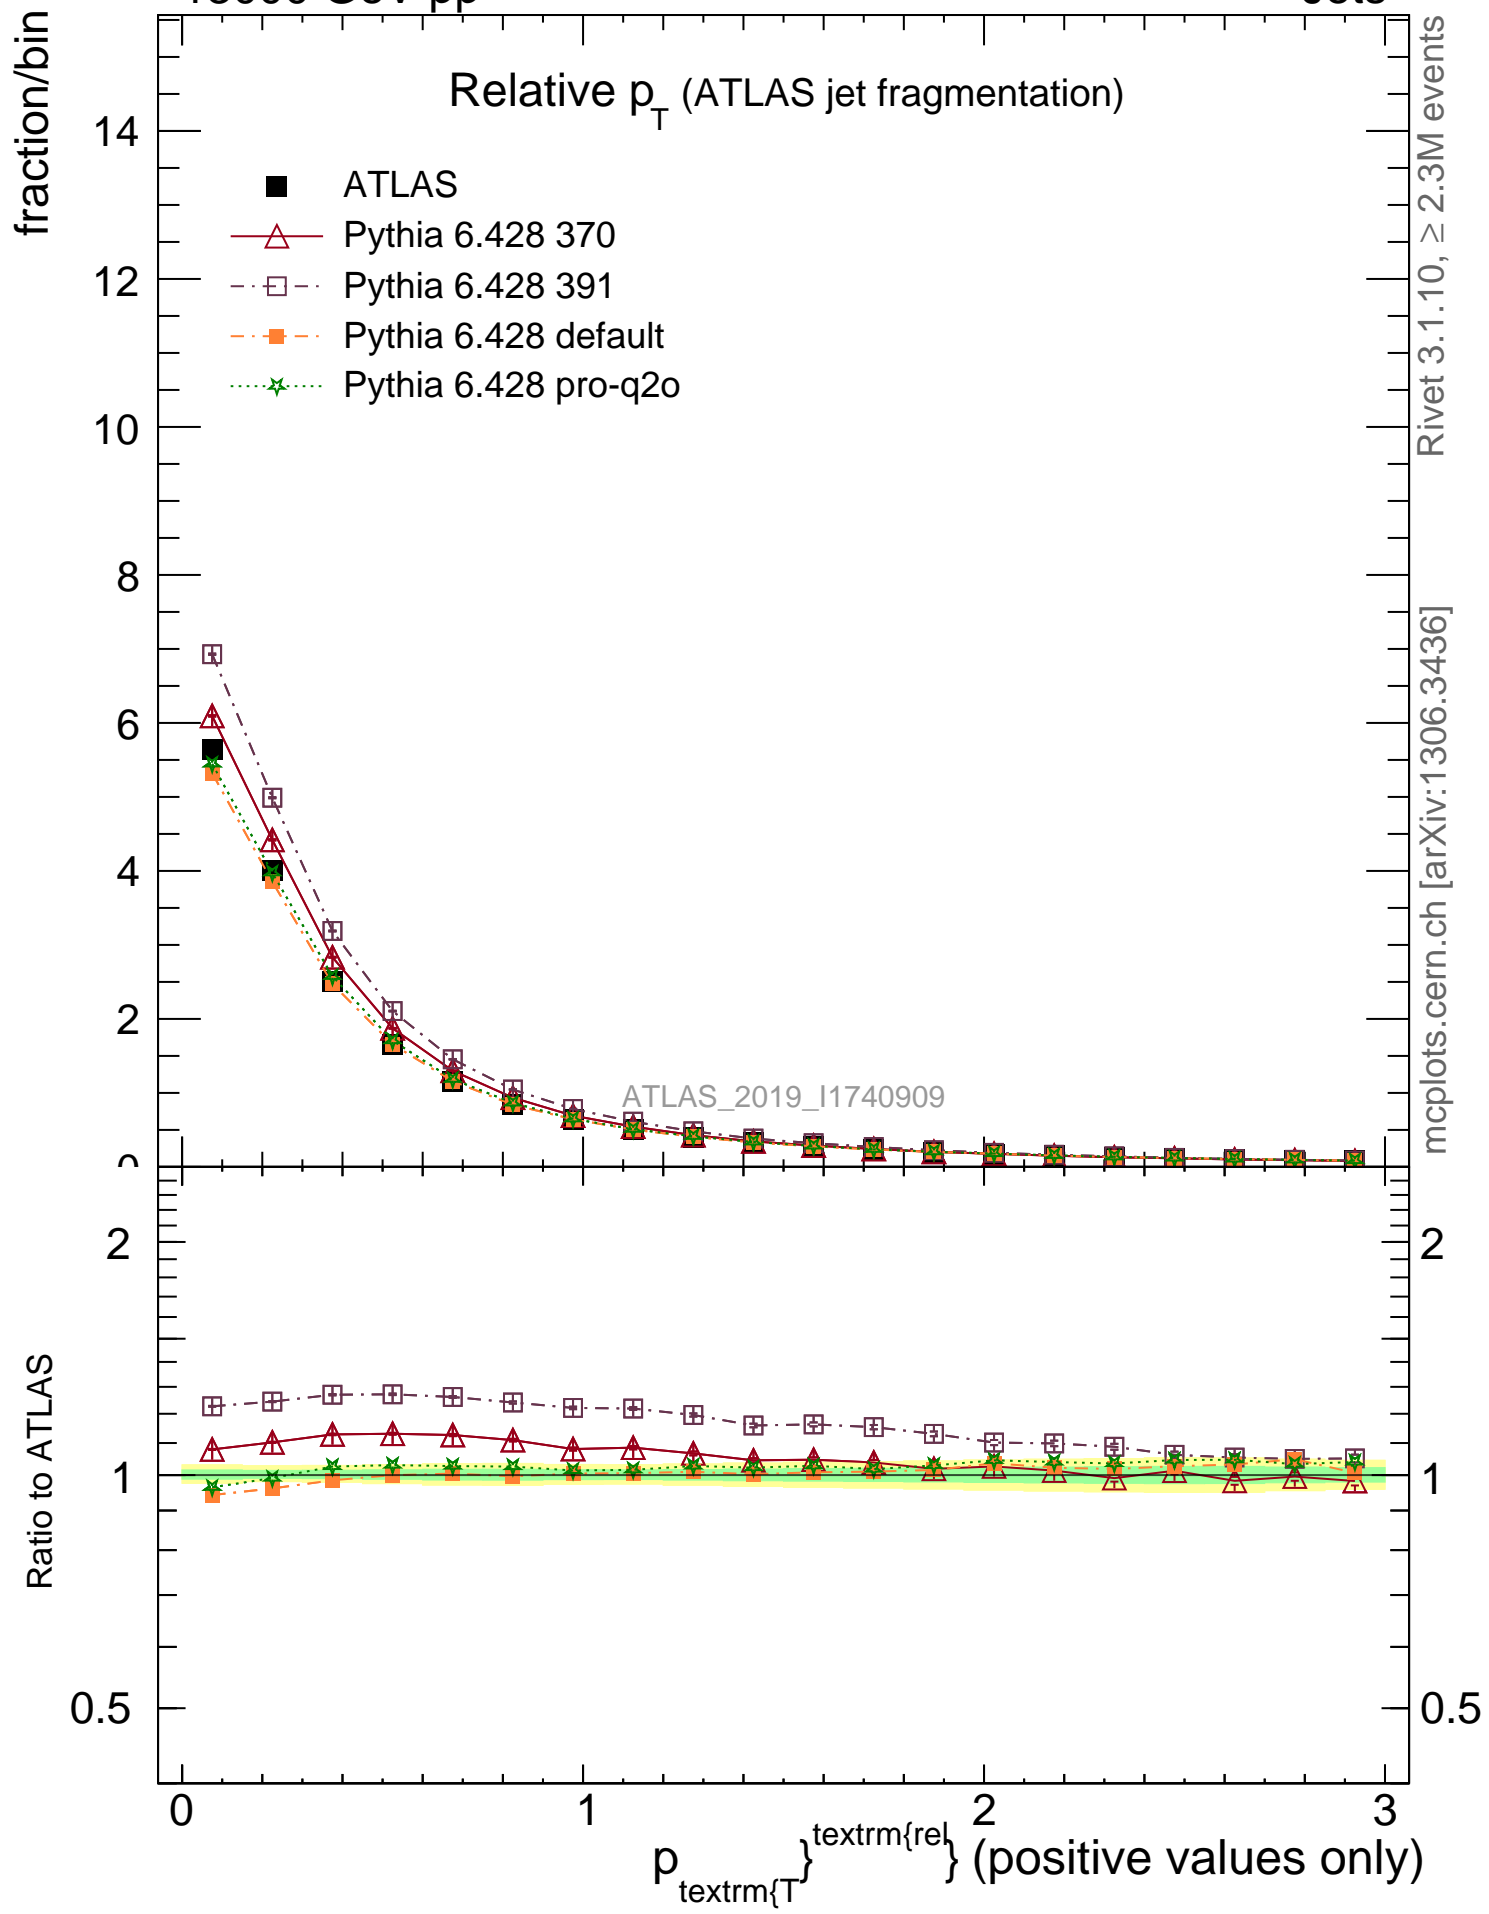 fraction/bin
Relative p_T (ATLAS jet fragmentation)
ATLAS
Pythia 6.428 370
Pythia 6.428 391
Pythia 6.428 default
Pythia 6.428 pro-q2o
14
12
10
8
6
4
2
0
ATLAS_2019_I1740909
Rivet 3.1.10, ≥ 2.3M events
mcplots.cern.ch [arXiv:1306.3436]
Ratio to ATLAS
2
1
0.5
2
1
0.5
0 1 2 3
p_textrm{T}^textrm{rel} (positive values only)